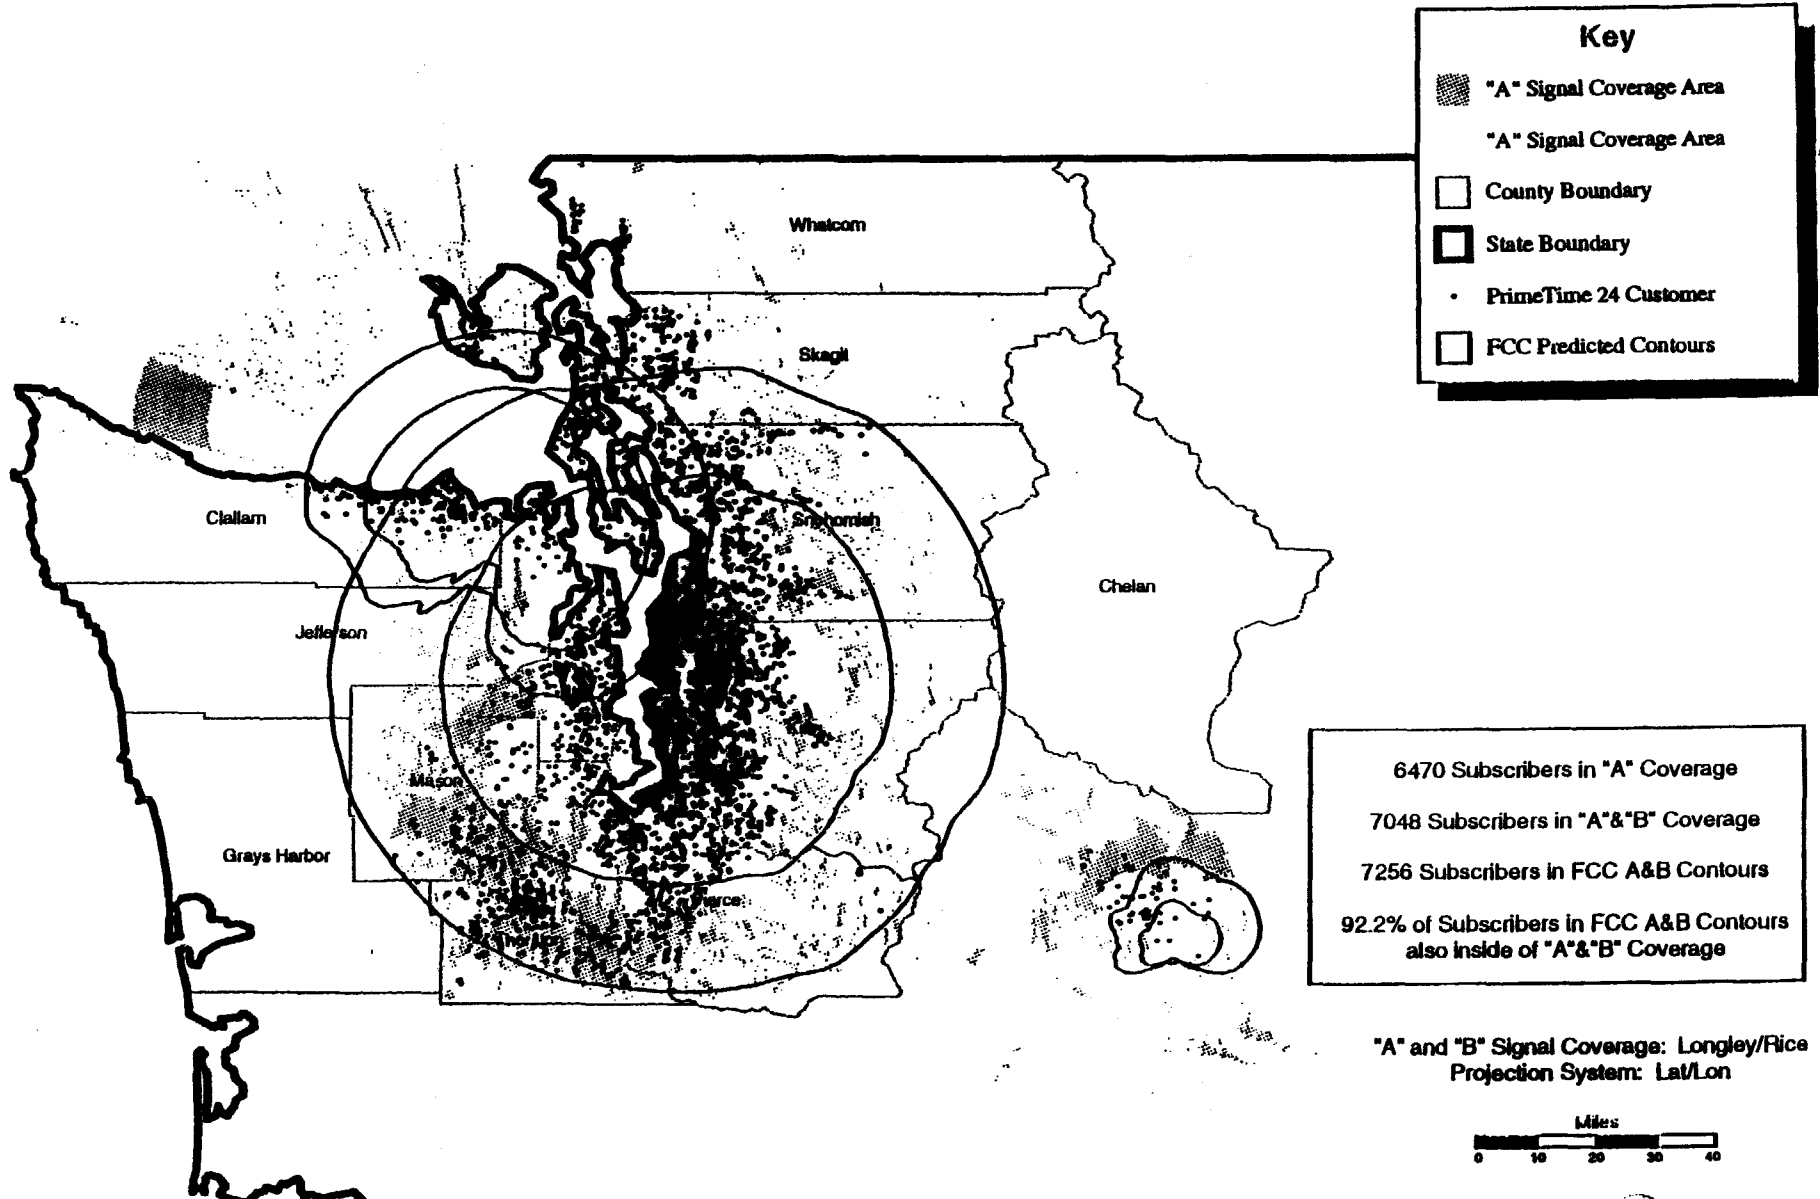 Key
"A" Signal Coverage Area
"A" Signal Coverage Area
County Boundary
State Boundary
PrimeTime 24 Customer
FCC Predicted Contours
Whatcom
Skagit
Clallam
Snohomish
Chelan
Jefferson
Mason
Grays Harbor
Pierce
6470 Subscribers in "A" Coverage
7048 Subscribers in "A"&"B" Coverage
7256 Subscribers in FCC A&B Contours
92.2% of Subscribers in FCC A&B Contours
also inside of "A"&"B" Coverage
"A" and "B" Signal Coverage: Longley/Rice
Projection System: Lat/Lon
Miles
0 10 20 30 40